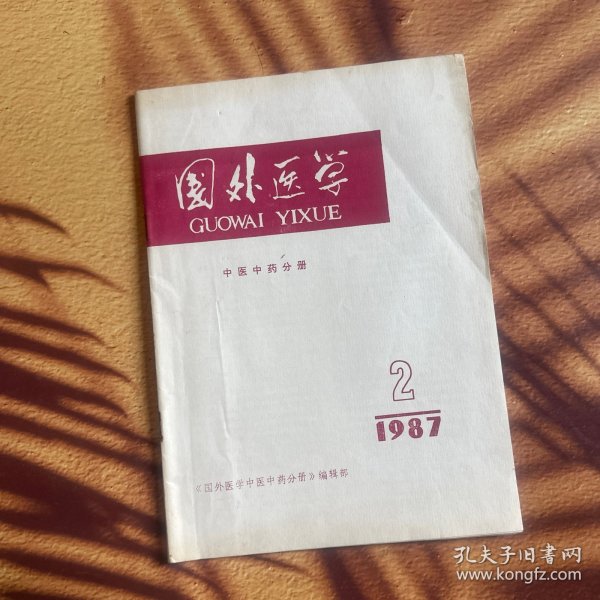 国外医学
GUOWAI YIXUE
中医中药分册
2
1987
《国外医学中医中药分册》编辑部
孔夫子旧书网
www.kongfz.com